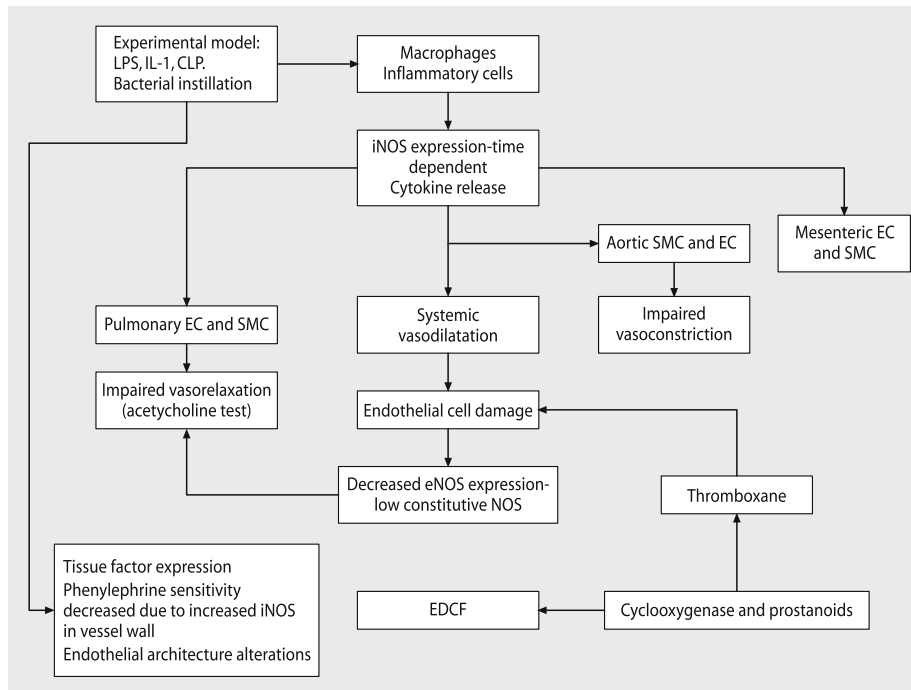 Experimental model:
LPS, IL-1, CLP.
Bacterial instillation
Macrophages
Inflammatory cells
iNOS expression-time
dependent
Cytokine release
Aortic SMC and EC
Mesenteric EC
and SMC
Pulmonary EC and SMC
Systemic
vasodilatation
Impaired
vasoconstriction
Impaired vasorelaxation
(acetycholine test)
Endothelial cell damage
Decreased eNOS expression-
low constitutive NOS
Thromboxane
Tissue factor expression
Phenylephrine sensitivity
decreased due to increased iNOS
in vessel wall
Endothelial architecture alterations
EDCF
Cyclooxygenase and prostanoids